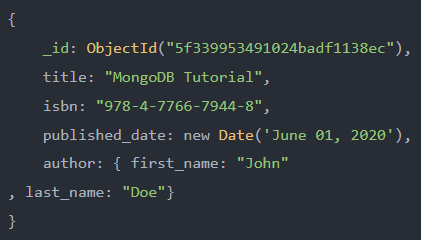 {
    _id: ObjectId("5f339953491024badf1138ec"),
    title: "MongoDB Tutorial",
    isbn: "978-4-7766-7944-8",
    published_date: new Date('June 01, 2020'),
    author: { first_name: "John"
, last_name: "Doe"}
}